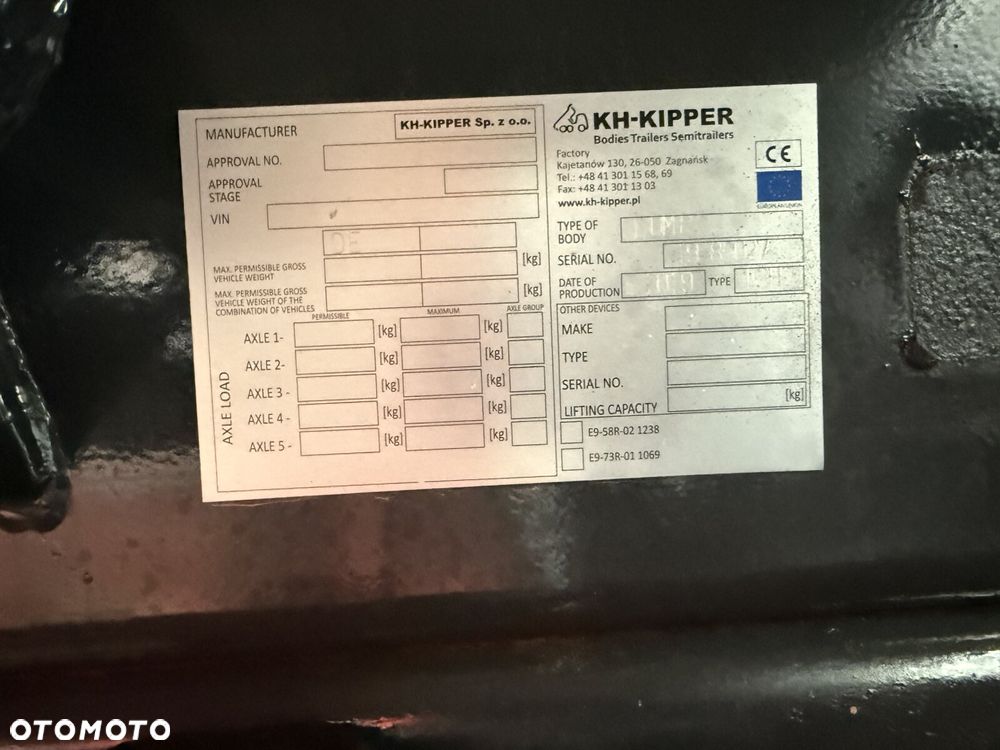 MANUFACTURER
KH-KIPPER Sp. z o.o.
APPROVAL NO.
APPROVAL
STAGE
VIN
DE
[kg]
MAX. PERMISSIBLE GROSS
VEHICLE WEIGHT
[kg]
MAX. PERMISSIBLE GROSS
VEHICLE WEIGHT OF THE
COMBINATION OF VEHICLES
PERMISSIBLE
MAXIMUM
AXLE GROUP
AXLE LOAD
AXLE 1- [kg] [kg]
AXLE 2- [kg] [kg]
AXLE 3 - [kg] [kg]
AXLE 4 - [kg] [kg]
AXLE 5 - [kg] [kg]
KH-KIPPER
Bodies Trailers Semitrailers
Factory
Kajetanów 130, 26-050 Zagnańsk
Tel.: +48 41 301 15 68, 69
Fax: +48 41 301 13 03
www.kh-kipper.pl
CE
EUROPEAN UNION
TYPE OF
BODY
SERIAL NO.
DATE OF
PRODUCTION
TYPE
OTHER DEVICES
MAKE
TYPE
SERIAL NO.
LIFTING CAPACITY [kg]
E9-58R-02 1238
E9-73R-01 1069
OTOMOTO